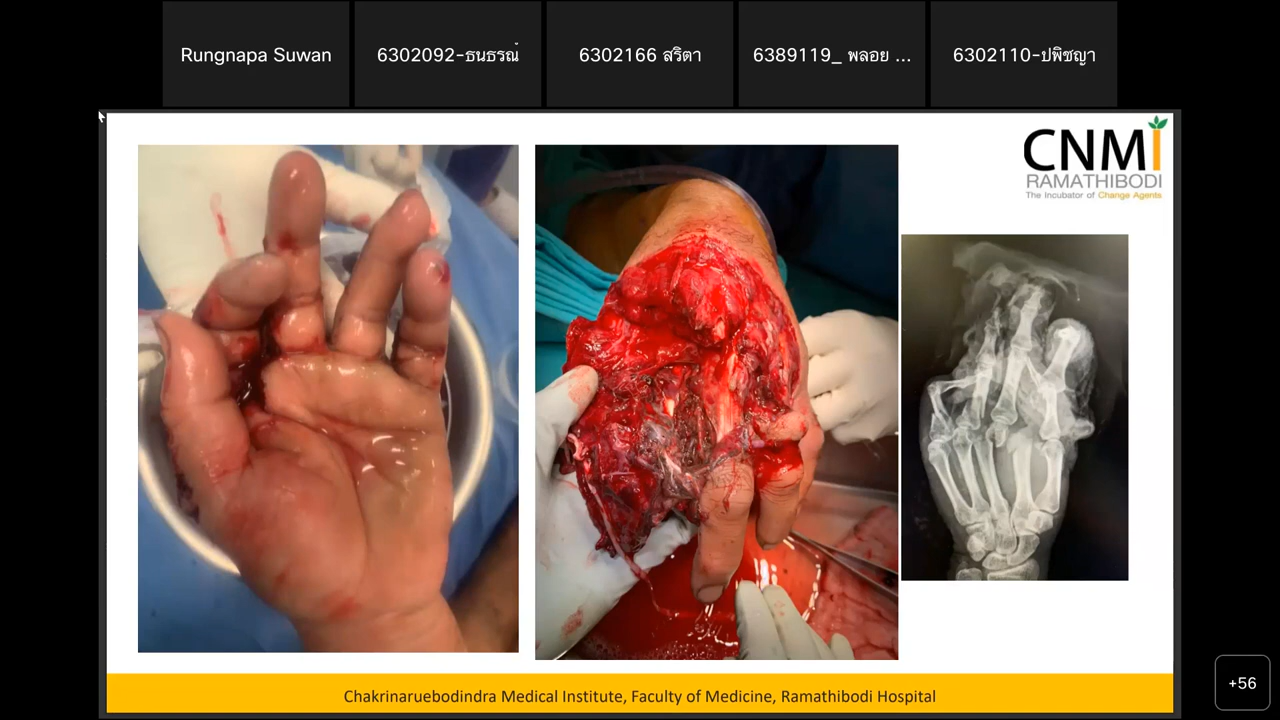 Rungnapa Suwan
6302092-ธนธรณ์
6302166 สริตา
6389119_ พลอย ...
6302110-ปพิชญา
CNMI
RAMATHIBODI
The Incubator of Change Agents
Chakrinaruebodindra Medical Institute, Faculty of Medicine, Ramathibodi Hospital
+56